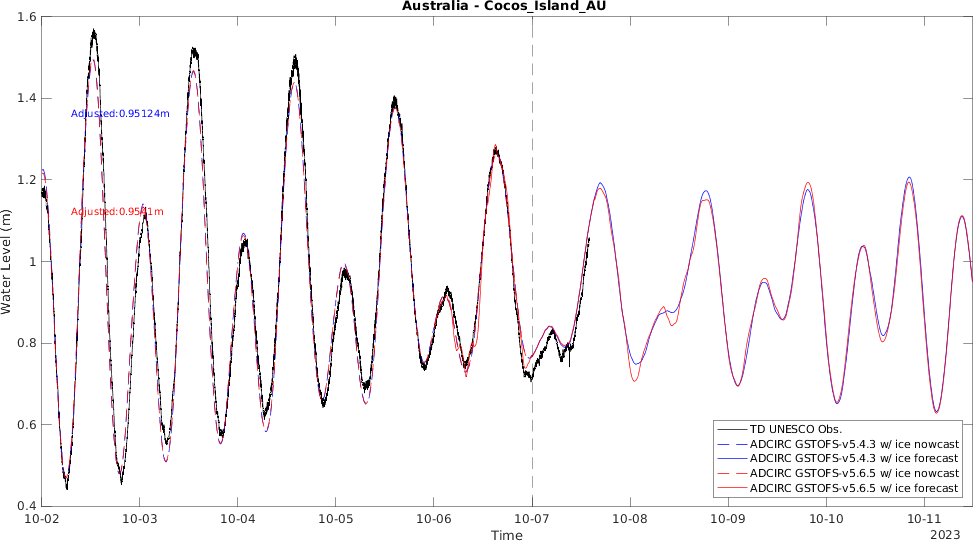 Australia - Cocos_Island_AU
1.6
1.4
1.2
1
0.8
0.6
0.4
Water Level (m)
Adjusted:0.95124m
TD UNESCO Obs.
ADCIRC GSTOFS-v5.4.3 w/ ice nowcast
ADCIRC GSTOFS-v5.4.3 w/ ice forecast
ADCIRC GSTOFS-v5.6.5 w/ ice nowcast
ADCIRC GSTOFS-v5.6.5 w/ ice forecast
10-02 10-03 10-04 10-05 10-06 10-07 10-08 10-09 10-10 10-11
Time
2023